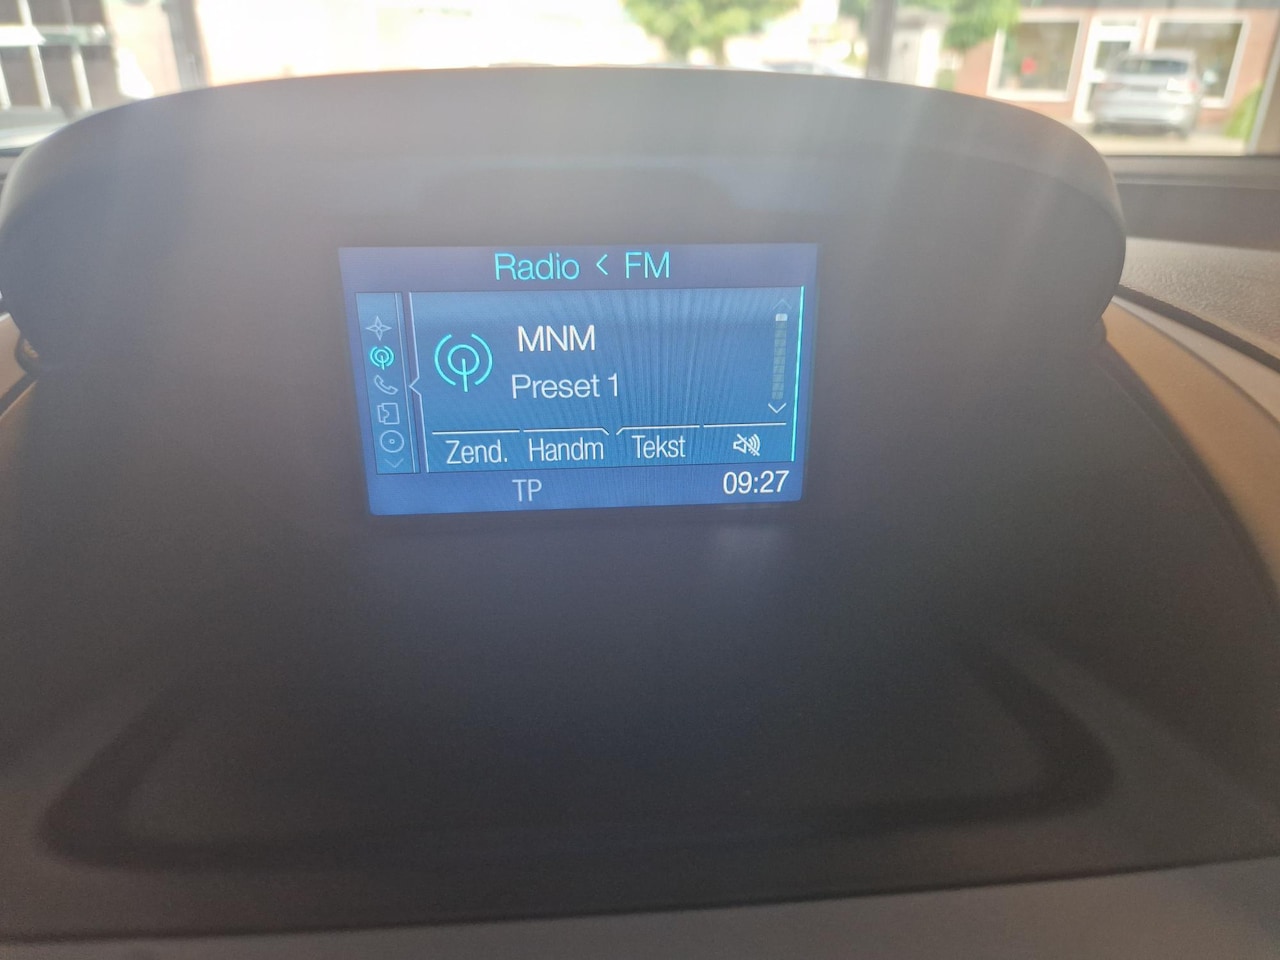 Radio < FM
MNM
Preset 1
Zend. Handm Tekst
TP 09:27